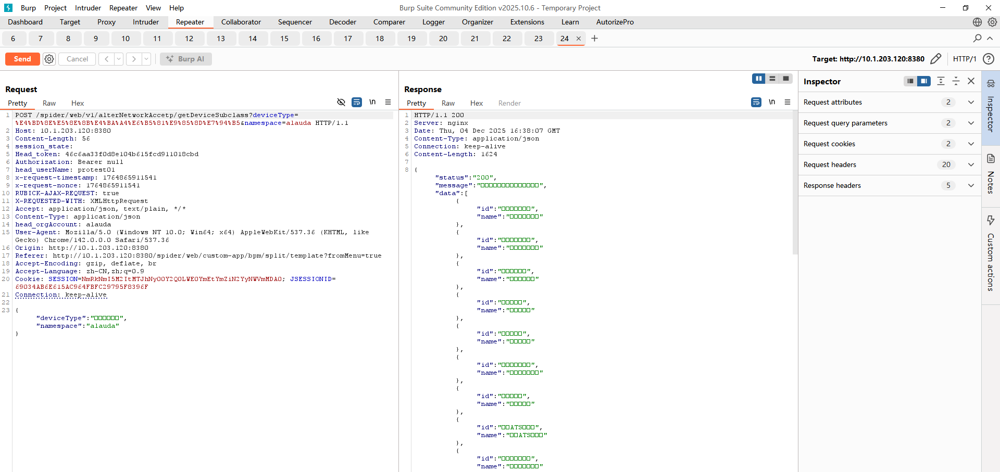 Burp Project Intruder Repeater View Help
Burp Suite Community Edition v2025.10.6 - Temporary Project
Dashboard Target Proxy Intruder Repeater Collaborator Sequencer Decoder Comparer Logger Organizer Extensions Learn AutorizePro
6 7 8 9 10 11 12 13 14 15 16 17 18 19 20 21 22 23 24 × +
Send Cancel < > Burp AI
Target: http://10.1.203.120:8380 HTTP/1
Request
Pretty Raw Hex \n
1 POST /spider/web/v1/alterNetworkAccetp/getDeviceSubclass?deviceType=
%E4%BD%8E%E5%8E%8B%E4%BA%A4%E6%B5%81%E9%85%8D%E7%94%B5&namespace=alauda HTTP/1.1
2 Host: 10.1.203.120:8380
3 Content-Length: 56
4 session_state:
5 Head_token: 46c6aa33f0d8e104b615fcd911018cbd
6 Authorization: Bearer null
7 head_userName: protest01
8 x-request-timestamp: 1764865911541
9 x-request-nonce: 1764865911541
10 RUBICK-AJAX-REQUEST: true
11 X-REQUESTED-WITH: XMLHttpRequest
12 Accept: application/json, text/plain, */*
13 Content-Type: application/json
14 head_orgAccount: alauda
15 User-Agent: Mozilla/5.0 (Windows NT 10.0; Win64; x64) AppleWebKit/537.36 (KHTML, like
Gecko) Chrome/142.0.0.0 Safari/537.36
16 Origin: http://10.1.203.120:8380
17 Referer: http://10.1.203.120:8380/spider/web/custom-app/bpm/split/template?fromMenu=true
18 Accept-Encoding: gzip, deflate, br
19 Accept-Language: zh-CN,zh;q=0.9
20 Cookie: SESSION=NmRkNmI5M2ItMTJhNy00Y2Q0LWE0YmEtYmZiN2YyNWVmMDA0; JSESSIONID=
69034AB6E615AC964FBFC29795F8396F
21 Connection: keep-alive
22
23 {
"deviceType":"□□□□□□",
"namespace":"alauda"
}
Response
Pretty Raw Hex Render \n
1 HTTP/1.1 200
2 Server: nginx
3 Date: Thu, 04 Dec 2025 16:38:07 GMT
4 Content-Type: application/json
5 Connection: keep-alive
6 Content-Length: 1624
7
8 {
"status":"200",
"message":"□□□□□□□□□□□□□□",
"data":[
{
"id":"□□□□□□□",
"name":"□□□□□□□"
},
{
"id":"□□□□□□□",
"name":"□□□□□□□"
},
{
"id":"□□□□□□",
"name":"□□□□□□"
},
{
"id":"□□□□□",
"name":"□□□□□"
},
{
"id":"□□□□□",
"name":"□□□□□"
},
{
"id":"□□□□□□□",
"name":"□□□□□□□"
},
{
"id":"□□□□□",
"name":"□□□□□"
},
{
"id":"□□ATS□□□",
"name":"□□ATS□□□"
},
{
"id":"□□□□□□□",
"name":"□□□□□□□"
Inspector
Request attributes 2
Request query parameters 2
Request cookies 2
Request headers 20
Response headers 5
Inspector
Notes
Custom actions